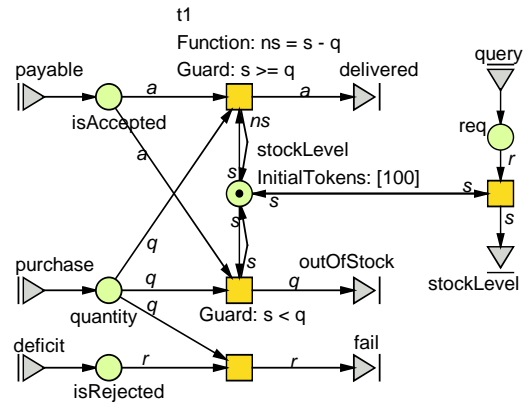 t1
Function: ns = s - q
Guard: s >= q
payable
delivered
query
a
a
isAccepted
ns
req
a
stockLevel
r
s
InitialTokens: [100]
s
s
s
q
s
s
purchase
outOfStock
stockLevel
q
q
quantity
q
Guard: s < q
deficit
fail
r
r
isRejected